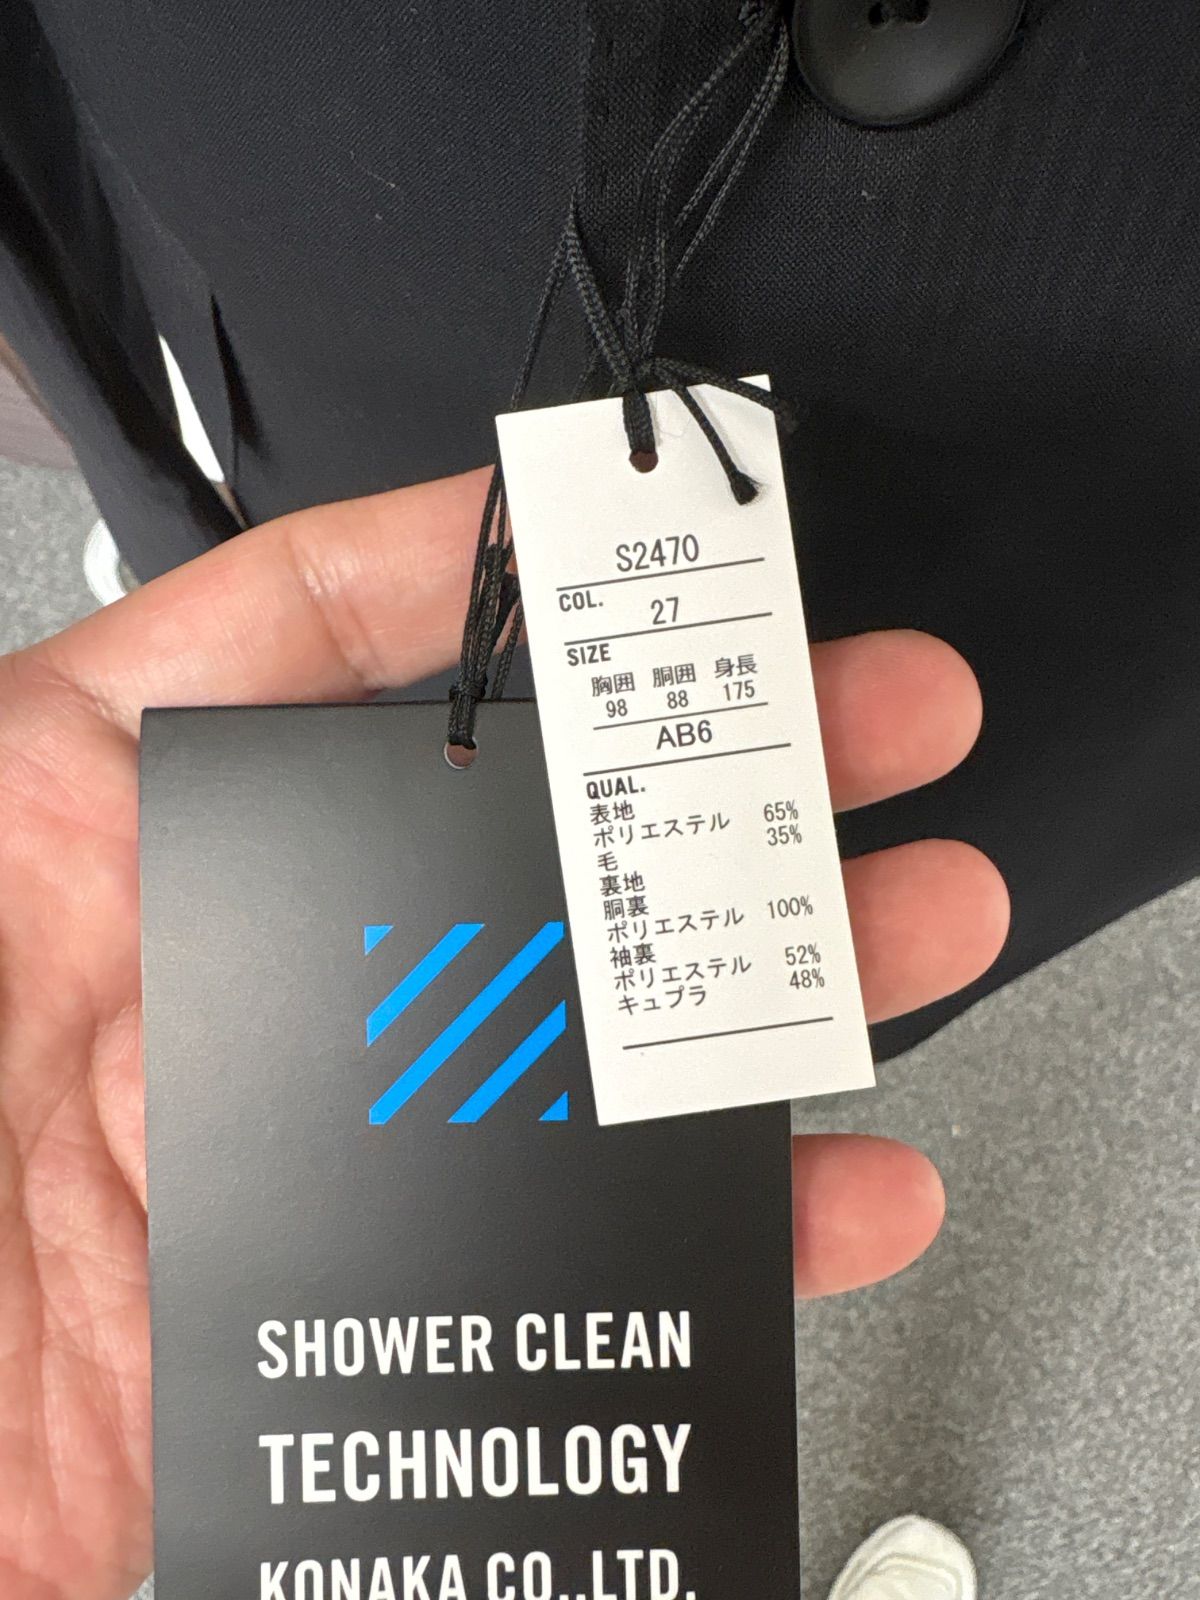 S2470
COL.
27
SIZE
胸囲 胴囲 身長
98 88 175
AB6
QUAL.
表地
ポリエステル 65%
毛 35%
裏地
胴裏
ポリエステル 100%
袖裏
ポリエステル 52%
キュプラ 48%
SHOWER CLEAN
TECHNOLOGY
KONAKA CO.,LTD.